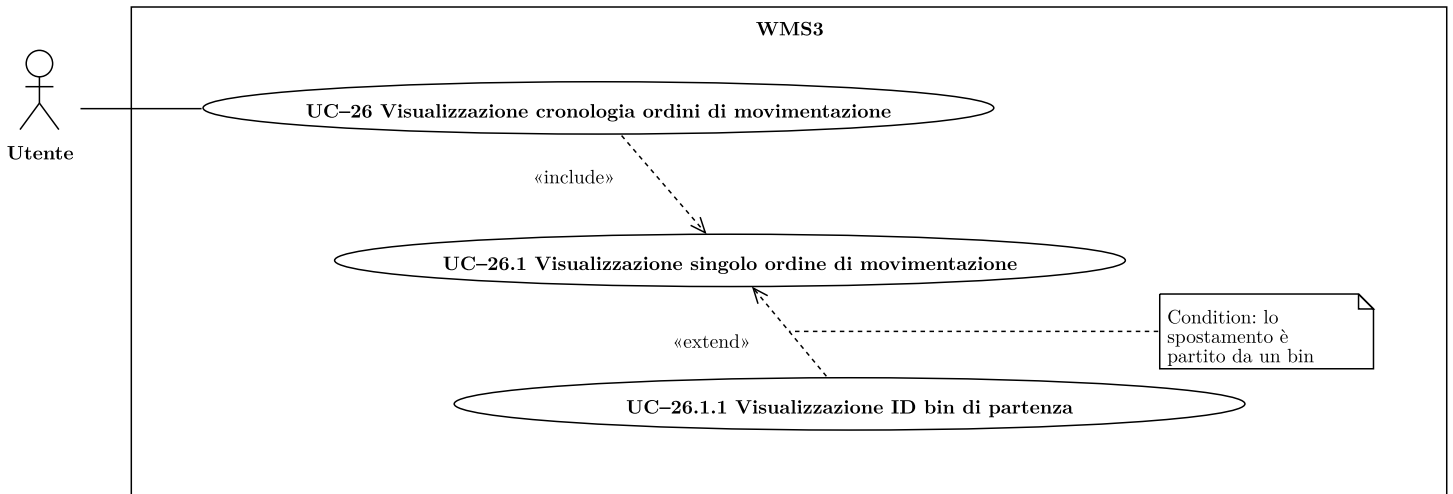 WMS3
UC–26 Visualizzazione cronologia ordini di movimentazione
Utente
«include»
UC–26.1 Visualizzazione singolo ordine di movimentazione
Condition: lo
spostamento è
partito da un bin
«extend»
UC–26.1.1 Visualizzazione ID bin di partenza